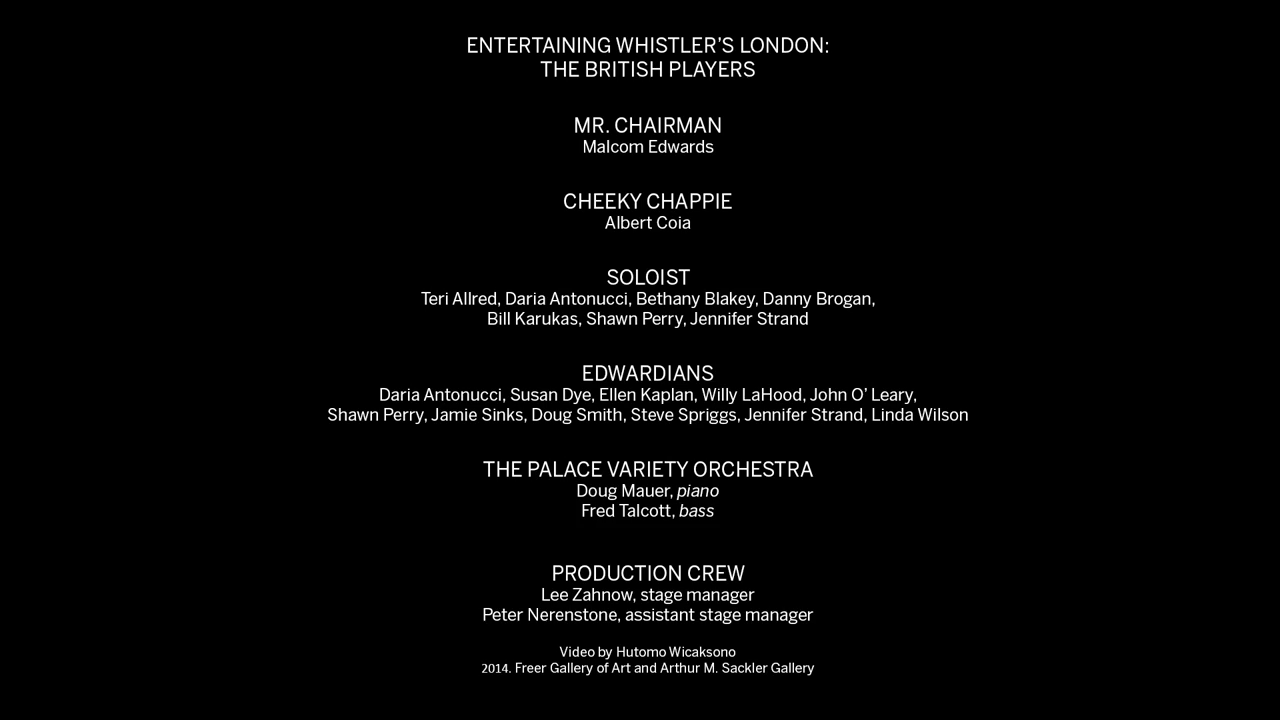 ENTERTAINING WHISTLER’S LONDON:
THE BRITISH PLAYERS
MR. CHAIRMAN
Malcom Edwards
CHEEKY CHAPPIE
Albert Coia
SOLOIST
Teri Allred, Daria Antonucci, Bethany Blakey, Danny Brogan,
Bill Karukas, Shawn Perry, Jennifer Strand
EDWARDIANS
Daria Antonucci, Susan Dye, Ellen Kaplan, Willy LaHood, John O’ Leary,
Shawn Perry, Jamie Sinks, Doug Smith, Steve Spriggs, Jennifer Strand, Linda Wilson
THE PALACE VARIETY ORCHESTRA
Doug Mauer, piano
Fred Talcott, bass
PRODUCTION CREW
Lee Zahnow, stage manager
Peter Nerenstone, assistant stage manager
Video by Hutomo Wicaksono
2014. Freer Gallery of Art and Arthur M. Sackler Gallery